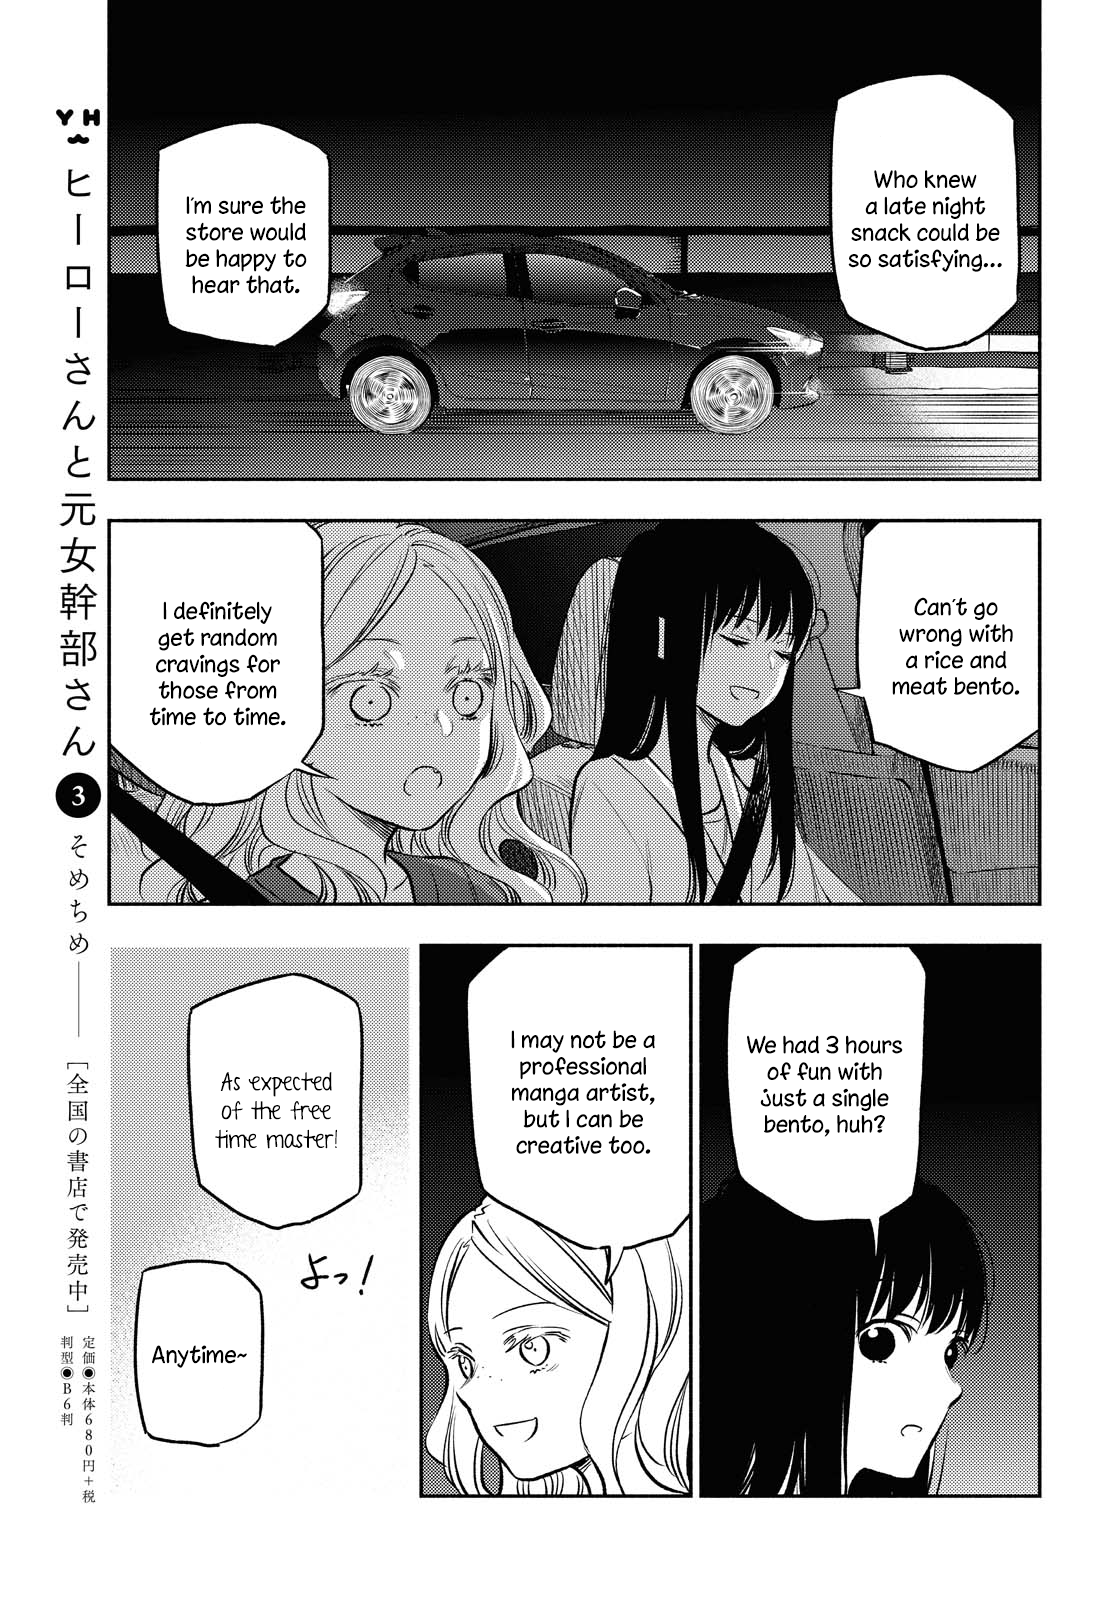 Who knew
a late night
snack could be
so satisfying...
I'm sure the
store would
be happy to
hear that.
Can't go
wrong with
a rice and
meat bento.
I definitely
get random
cravings for
those from
time to time.
We had 3 hours
of fun with
just a single
bento, huh?
I may not be a
professional
manga artist,
but I can be
creative too.
As expected
of the free
time master!
よっ!
Anytime~
YH
ヒーローさんと元女幹部さん
3
そめちめ
[全国の書店で発売中]
定価◉本体680円+税
判型◉B6判